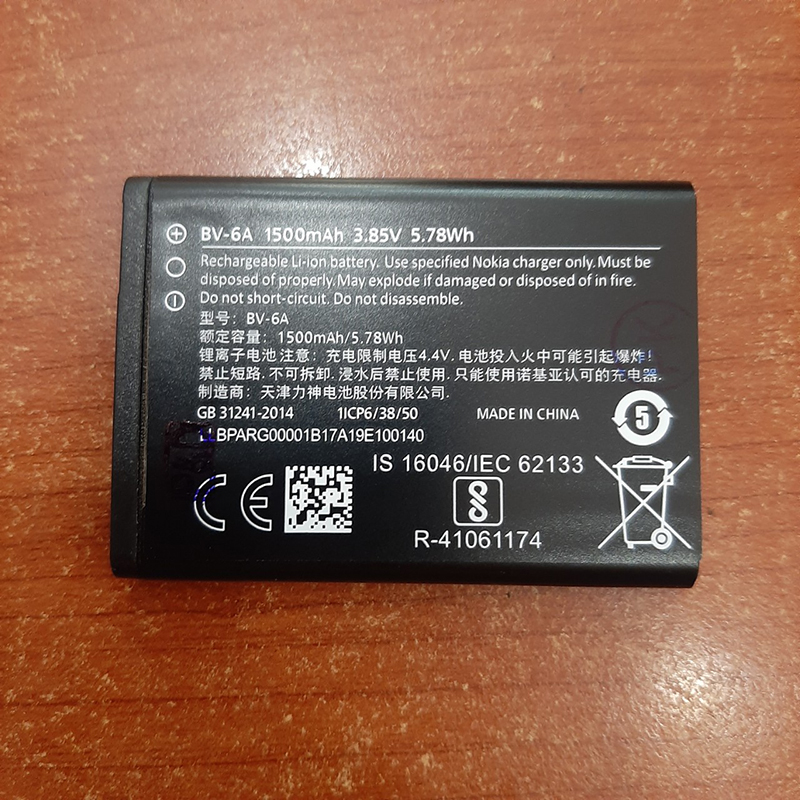 BV-6A 1500mAh 3.85V 5.78Wh
Rechargeable Li-ion battery. Use specified Nokia charger only. Must be
disposed of properly. May explode if damaged or disposed of in fire.
Do not short-circuit. Do not disassemble.
型号: BV-6A
额定容量: 1500mAh/5.78Wh
锂离子电池 注意: 充电限制电压4.4V. 电池投入火中可能引起爆炸!
禁止短路. 不可拆卸. 浸水后禁止使用. 只能使用诺基亚认可的充电器.
制造商: 天津力神电池股份有限公司.
GB 31241-2014 1ICP6/38/50 MADE IN CHINA
LBPARG00001B17A19E100140
5
IS 16046/IEC 62133
CE
R-41061174